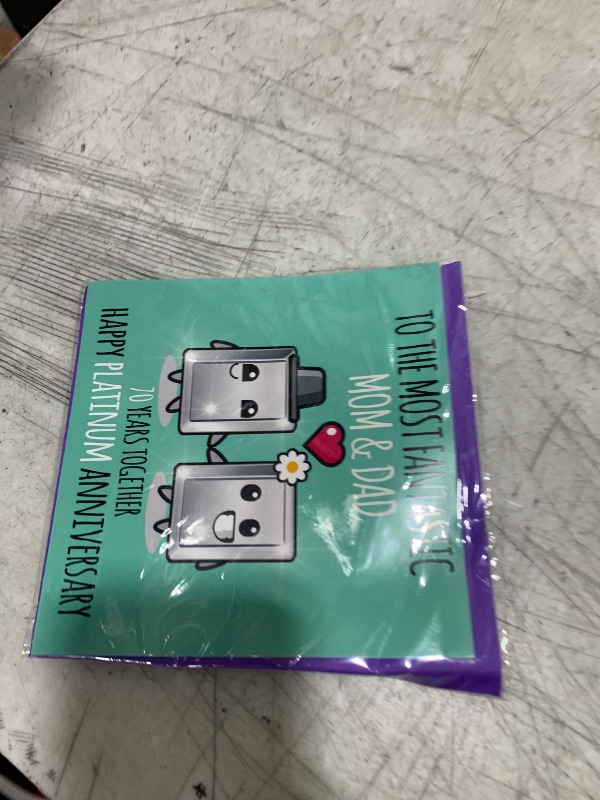 TO THE MOST FANTASTIC
MOM & DAD
70 YEARS TOGETHER
HAPPY PLATINUM ANNIVERSARY